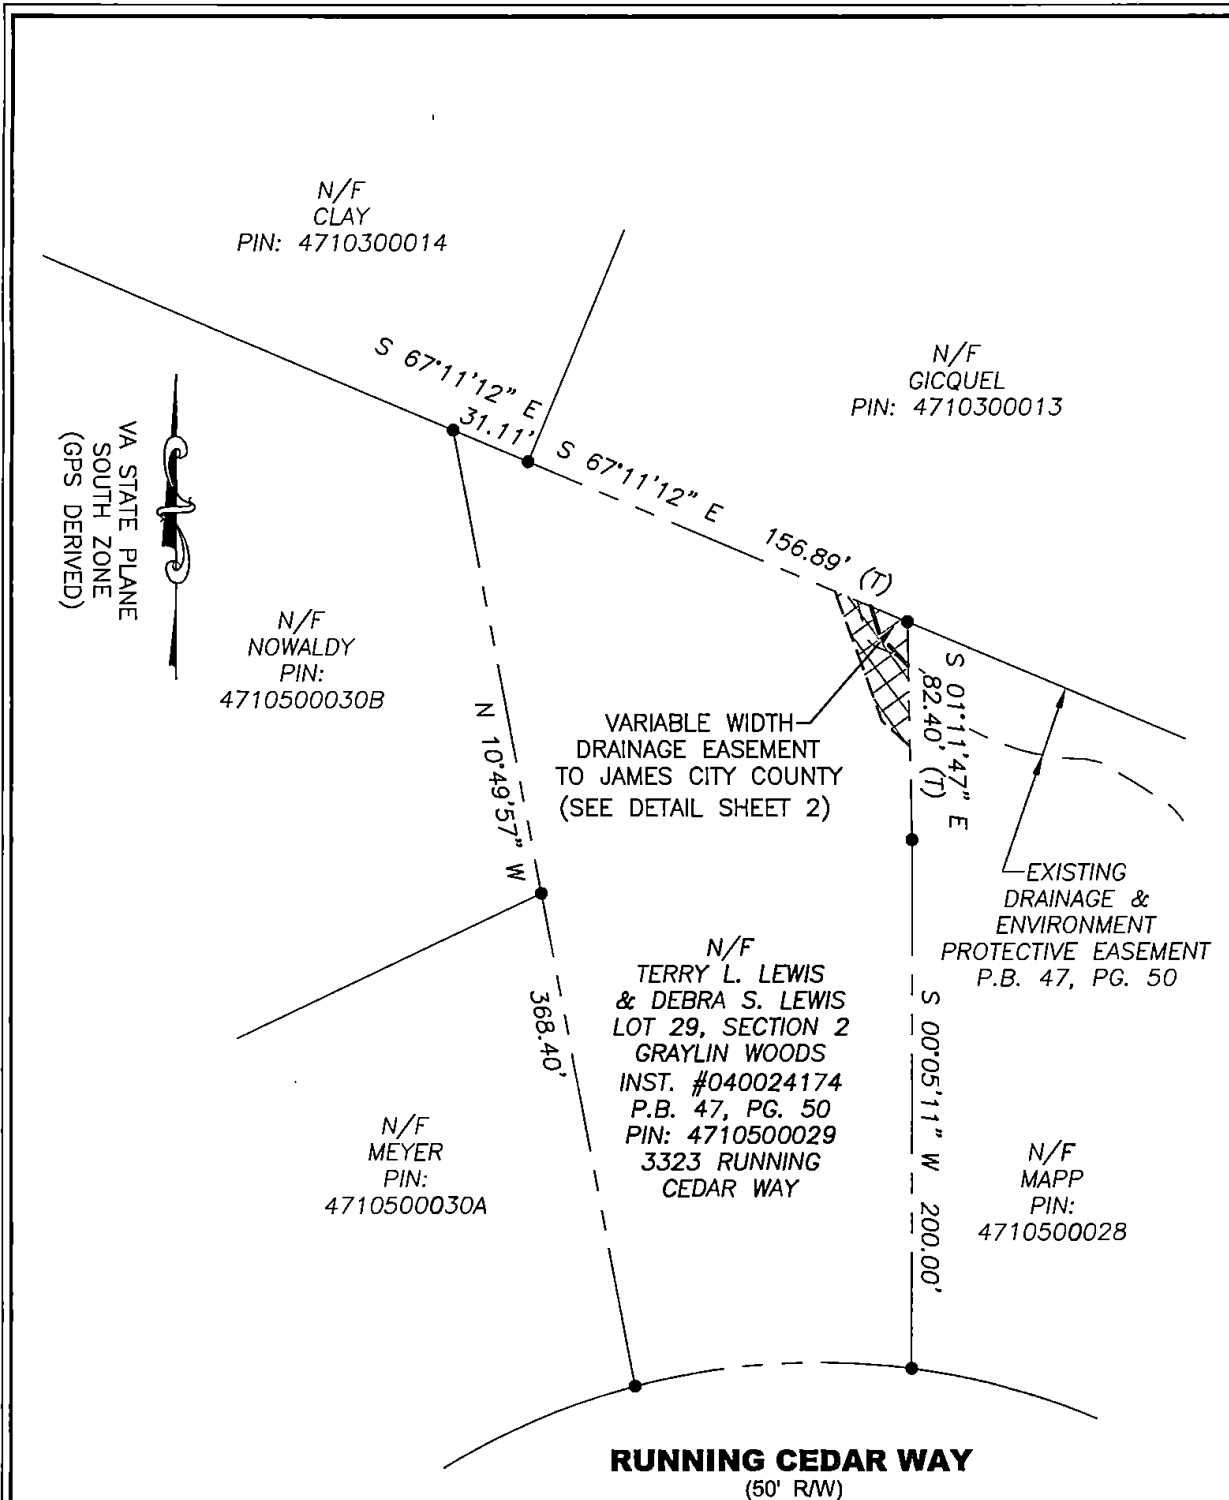 N/F
CLAY
PIN: 4710300014
S 67°11'12" E
31.11'
N/F
GICQUEL
PIN: 4710300013
S 67°11'12" E
156.89' (T)
VA STATE PLANE
SOUTH ZONE
(GPS DERIVED)
N/F
NOWALDY
PIN:
4710500030B
N 10°49'57" W
368.40'
VARIABLE WIDTH
DRAINAGE EASEMENT
TO JAMES CITY COUNTY
(SEE DETAIL SHEET 2)
S 01°11'47" E
82.40' (T)
EXISTING
DRAINAGE &
ENVIRONMENT
PROTECTIVE EASEMENT
P.B. 47, PG. 50
N/F
TERRY L. LEWIS
& DEBRA S. LEWIS
LOT 29, SECTION 2
GRAYLIN WOODS
INST. #040024174
P.B. 47, PG. 50
PIN: 4710500029
3323 RUNNING
CEDAR WAY
S 00°05'11" W 200.00'
N/F
MEYER
PIN:
4710500030A
N/F
MAPP
PIN:
4710500028
RUNNING CEDAR WAY
(50' R/W)